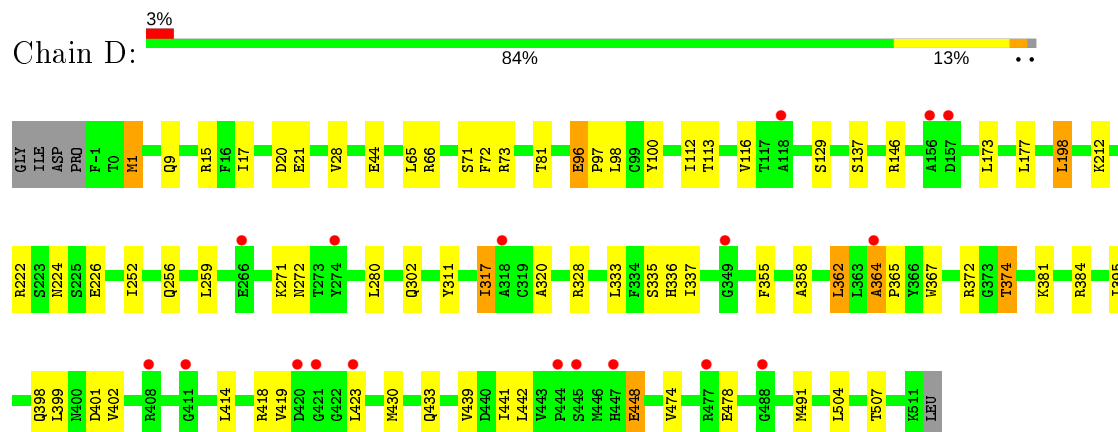 3%
Chain D:
84%
13%
• •
GLY ILE ASP PRO F-1 T0 M1 Q9 R15 F16 I17 D20 E21 V28 E44 L65 R66 S71 F72 R73 T81 E96 P97 L98 C99 Y100 I112 T113 V116 T117 A118 S129 S137 R146 A156 D157 L173 L177 L198 K212
R222 S223 N224 S225 E226 I252 Q256 L259 E266 K271 N272 T273 Y274 L280 Q302 Y311 I317 A318 C319 A320 R328 L333 F334 S335 H336 I337 G349 F355 A358 L362 L363 A364 P365 Y366 W367 R372 G373 T374 K381 R384 I395
Q398 L399 N400 D401 V402 R408 G411 L414 R418 V419 D420 G421 G422 L423 M430 Q433 V439 D440 I441 L442 V443 P444 S445 M446 H447 E448 V474 R477 E478 G488 M491 L504 T507 K511 LEU